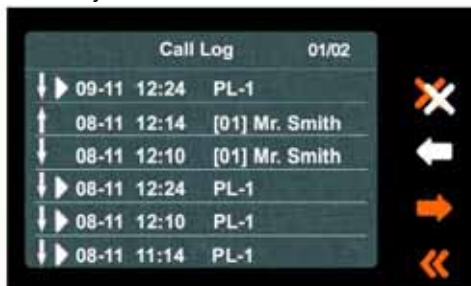 Call Log 01/02
09-11 12:24 PL-1
08-11 12:14 [01] Mr. Smith
08-11 12:10 [01] Mr. Smith
08-11 12:24 PL-1
08-11 12:10 PL-1
08-11 11:14 PL-1